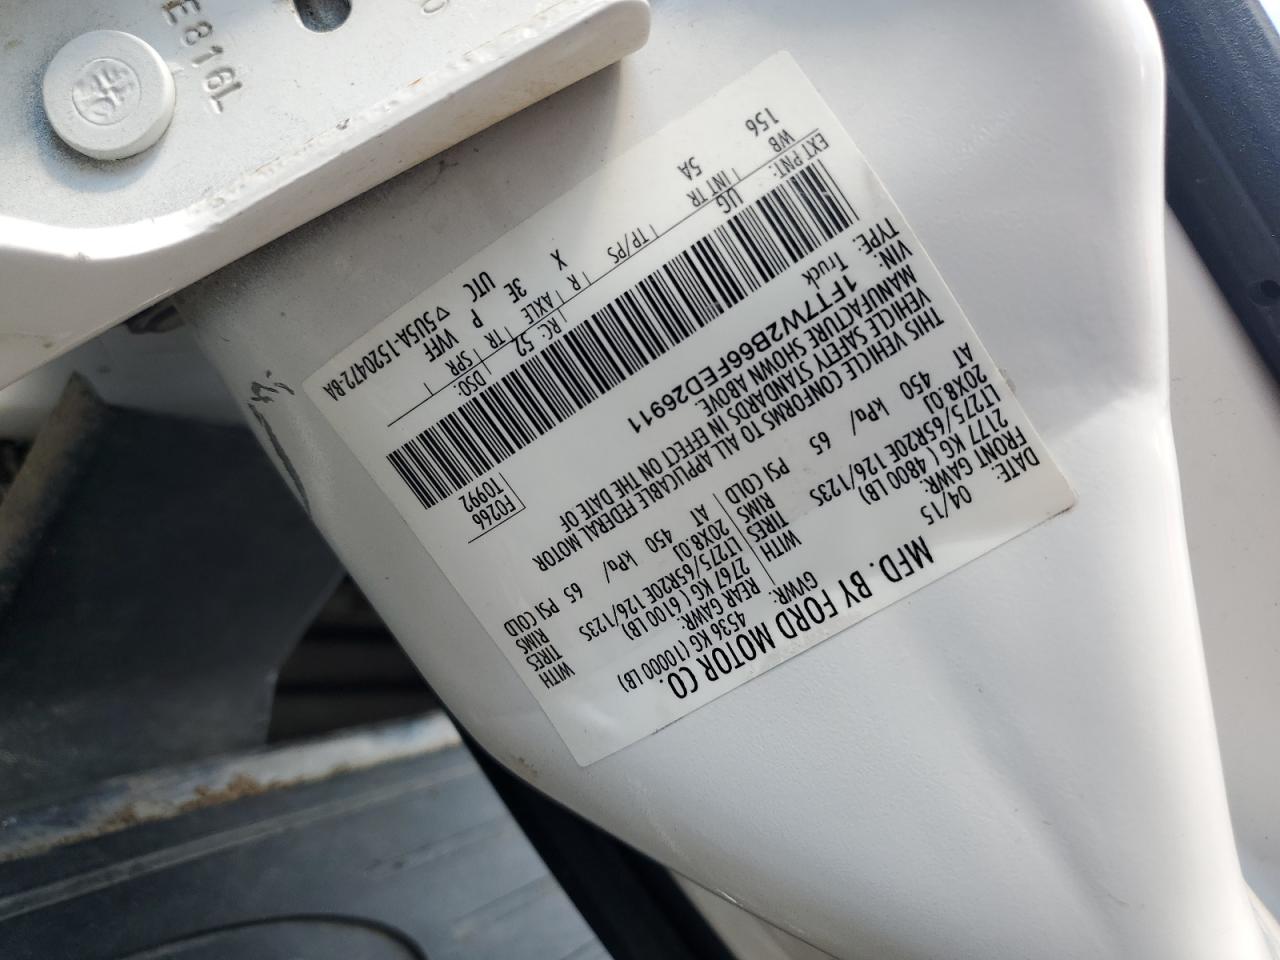 MFD. BY FORD MOTOR CO.
DATE: 04/15 GVWR: 4536 KG (10000 LB)
FRONT GAWR: REAR GAWR:
2177 KG ( 4800 LB) WITH 2767 KG ( 6100 LB) WITH
LT275/65R20E 126/123S TIRES LT275/65R20E 126/123S TIRES
20X8.0J RIMS 20X8.0J RIMS
AT 450 kPa/ 65 PSI COLD AT 450 kPa/ 65 PSI COLD
THIS VEHICLE CONFORMS TO ALL APPLICABLE FEDERAL MOTOR
VEHICLE SAFETY STANDARDS IN EFFECT ON THE DATE OF
MANUFACTURE SHOWN ABOVE
VIN: 1FT7W2B66FED26911 F0266
TYPE: Truck T0992
EXT PNT: UG RC: 52 DSO:
WB INT TR TP/PS R AXLE TR SPR
156 5A X 3E P VVFF
UTC ▽5U5A-1520472-BA
E816L